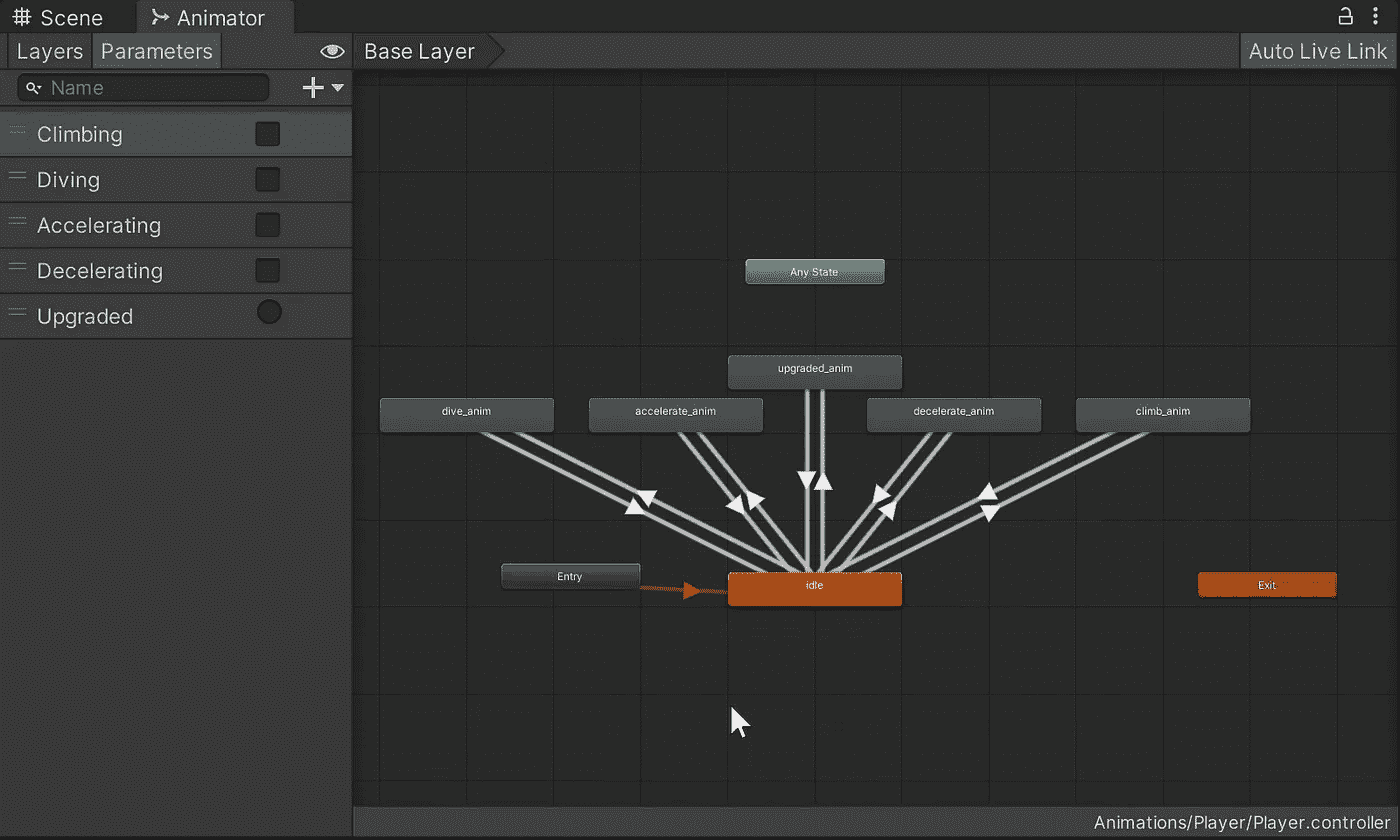 Scene
Animator
Layers
Parameters
Base Layer
Auto Live Link
Name
Climbing
Diving
Accelerating
Decelerating
Upgraded
Any State
upgraded_anim
dive_anim
accelerate_anim
decelerate_anim
climb_anim
Entry
idle
Exit
Animations/Player/Player.controller